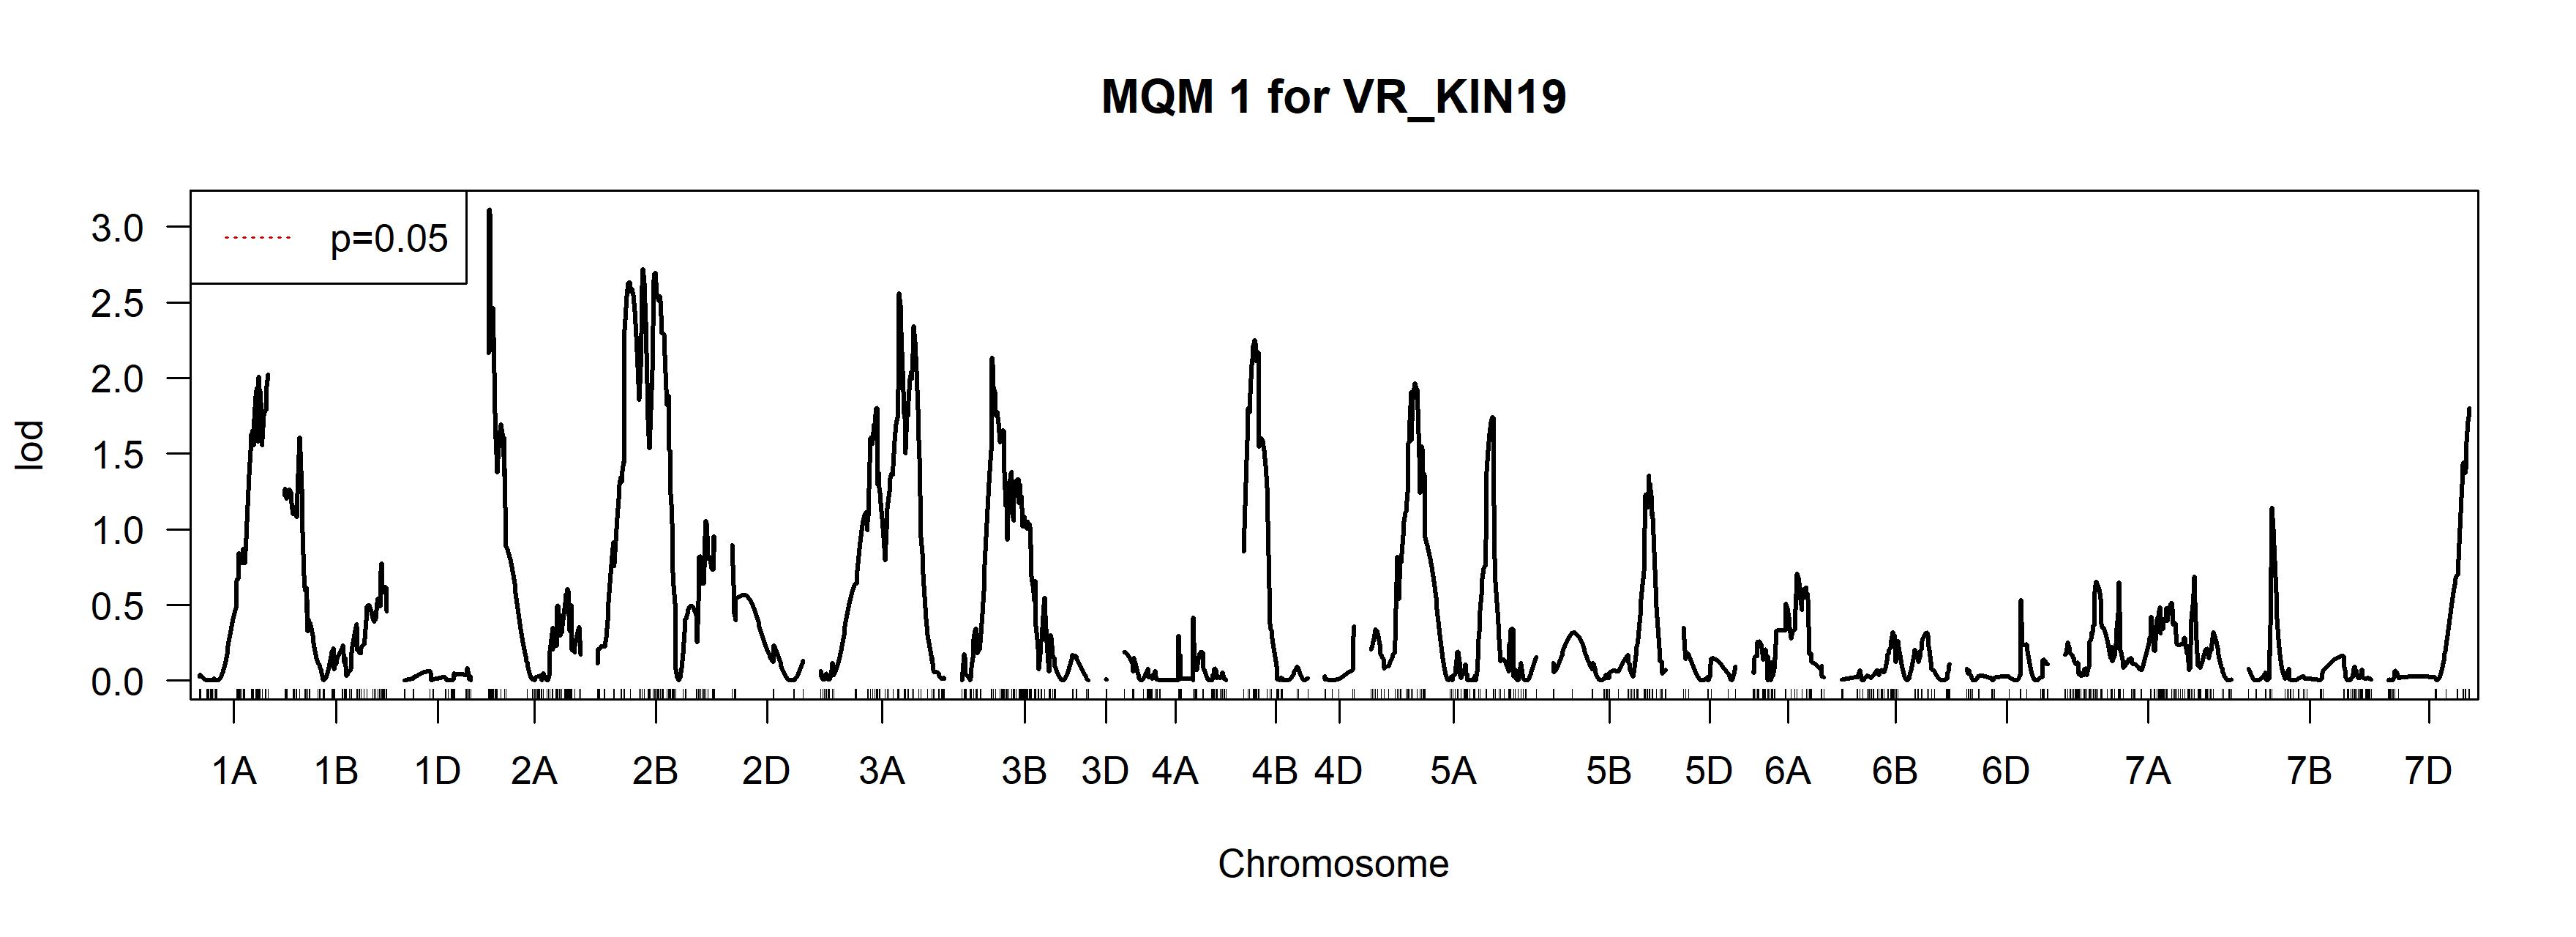 MQM 1 for VR_KIN19
p=0.05
3.0
2.5
2.0
1.5
1.0
0.5
0.0
lod
1A 1B 1D 2A 2B 2D 3A 3B 3D 4A 4B 4D 5A 5B 5D 6A 6B 6D 7A 7B 7D
Chromosome